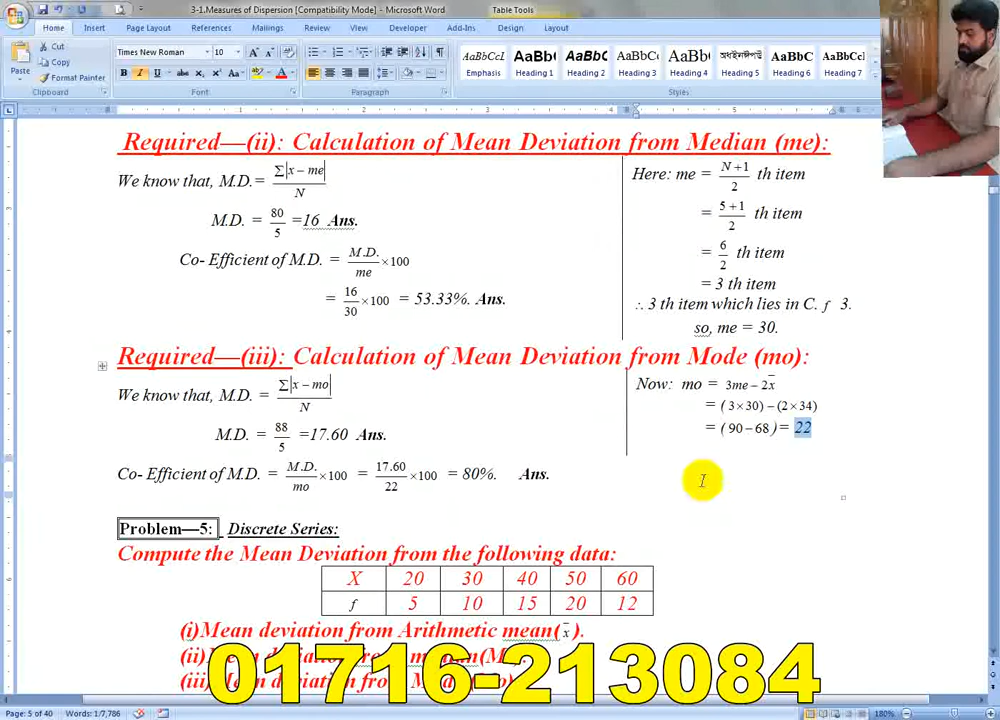 3-1.Measures of Dispersion [Compatibility Mode] - Microsoft Word
Table Tools
Home Insert Page Layout References Mailings Review View Developer Add-Ins Design Layout
Paste
Cut
Copy
Format Painter
Clipboard
Times New Roman 10
Font
Paragraph
AaBbCcL Emphasis
AaBbC Heading 1
AaBbCc Heading 2
AaBbCc Heading 3
AaBbC Heading 4
AaBbCc Heading 6
AaBbCc Heading 7
Styles
Required—(ii): Calculation of Mean Deviation from Median (me):
We know that, M.D.= ∑|x − me| / N
M.D. = 80/5 =16 Ans.
Co- Efficient of M.D. = M.D./me ×100
= 16/30 ×100 = 53.33%. Ans.
Here: me = N+1/2 th item
= 5+1/2 th item
= 6/2 th item
= 3 th item
∴ 3 th item which lies in C. f 3.
so, me = 30.
Required—(iii): Calculation of Mean Deviation from Mode (mo):
We know that, M.D.= ∑|x − mo| / N
M.D. = 88/5 =17.60 Ans.
Co- Efficient of M.D. = M.D./mo ×100 = 17.60/22 ×100 = 80%. Ans.
Now: mo = 3me − 2x̄
= (3×30) − (2×34)
= (90−68) = 22
Problem—5: Discrete Series:
Compute the Mean Deviation from the following data:
X 20 30 40 50 60
f 5 10 15 20 12
(i)Mean deviation from Arithmetic mean(x̄).
01716-213084
Page: 5 of 40 Words: 1/7,786 180%